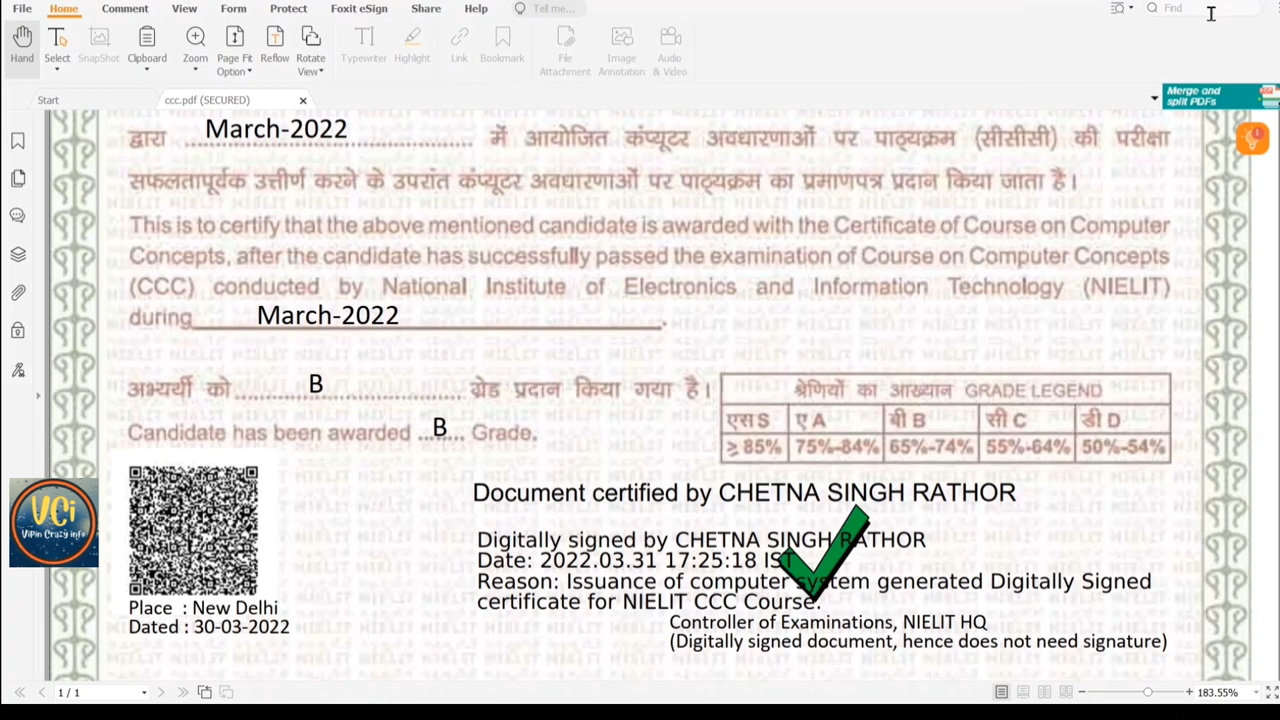 File Home Comment View Form Protect Foxit eSign Share Help Tell me... Find
Hand Select SnapShot Clipboard Zoom Page Fit Option Reflow Rotate View Typewriter Highlight Link Bookmark File Attachment Image Annotation Audo & Video
Start ccc.pdf (SECURED)
Merge and split PDFs
द्वारा March-2022 में आयोजित कंप्यूटर अवधारणाओं पर पाठ्यक्रम (सीसीसी) की परीक्षा
सफलतापूर्वक उत्तीर्ण करने के उपरांत कंप्यूटर अवधारणाओं पर पाठ्यक्रम का प्रमाणपत्र प्रदान किया जाता है।
This is to certify that the above mentioned candidate is awarded with the Certificate of Course on Computer
Concepts, after the candidate has successfully passed the examination of Course on Computer Concepts
(CCC) conducted by National Institute of Electronics and Information Technology (NIELIT)
during March-2022.
अभ्यर्थी को B ग्रेड प्रदान किया गया है।
Candidate has been awarded ...B.... Grade.
श्रेणियों का आख्यान GRADE LEGEND
एस S ए A बी B सी C डी D
≥ 85% 75%-84% 65%-74% 55%-64% 50%-54%
VCi
Vipin Crazy info
Document certified by CHETNA SINGH RATHOR
Digitally signed by CHETNA SINGH RATHOR
Date: 2022.03.31 17:25:18 IST
Reason: Issuance of computer system generated Digitally Signed
certificate for NIELIT CCC Course.
Place : New Delhi
Dated : 30-03-2022
Controller of Examinations, NIELIT HQ
(Digitally signed document, hence does not need signature)
1 / 1
183.55%